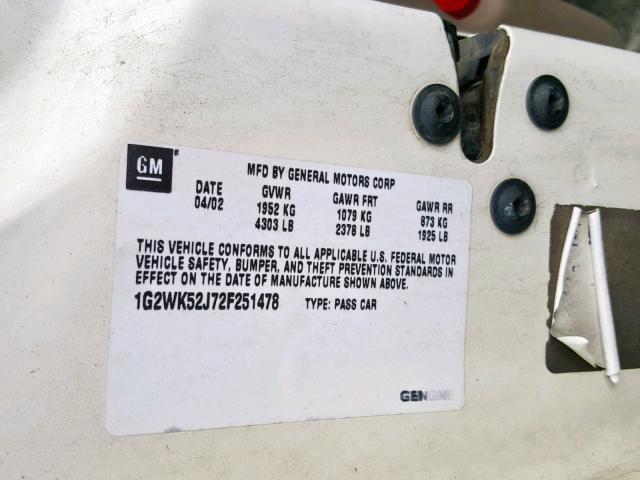 GM®
MFD BY GENERAL MOTORS CORP
DATE GVWR GAWR FRT GAWR RR
04/02 1952 KG 1079 KG 873 KG
4303 LB 2378 LB 1925 LB
THIS VEHICLE CONFORMS TO ALL APPLICABLE U.S. FEDERAL MOTOR
VEHICLE SAFETY, BUMPER, AND THEFT PREVENTION STANDARDS IN
EFFECT ON THE DATE OF MANUFACTURE SHOWN ABOVE.
1G2WK52J72F251478 TYPE: PASS CAR